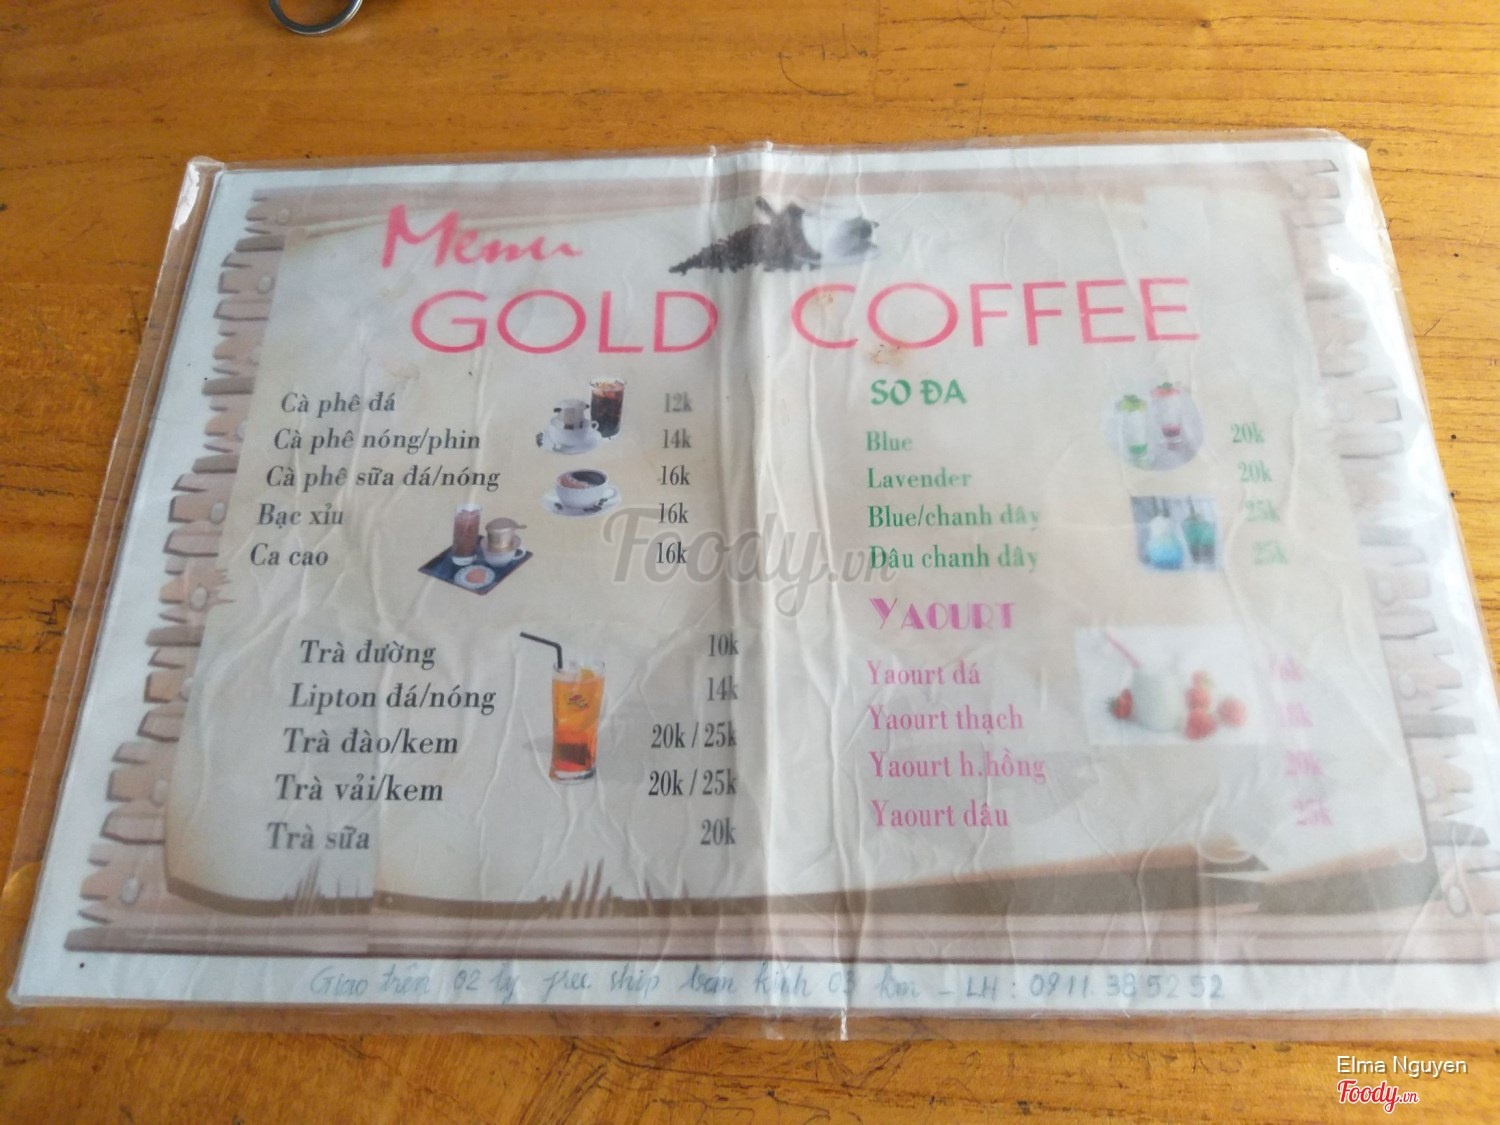 Menu
GOLD COFFEE
Cà phê đá 12k
Cà phê nóng/phin 14k
Cà phê sữa đá/nóng 16k
Bạc xỉu 16k
Ca cao 16k
Trà đường 10k
Lipton đá/nóng 14k
Trà đào/kem 20k / 25k
Trà vải/kem 20k / 25k
Trà sữa 20k
SO ĐA
Blue 20k
Lavender 20k
Blue/chanh dây 25k
Dâu chanh dây 25k
YAOURT
Yaourt đá
Yaourt thạch
Yaourt h.hồng 20k
Yaourt dâu 25k
Giao trên 02 ly free ship bán kính 03 km - LH : 0911.38 52 52
Foody.vn
Elma Nguyen
Foody.vn